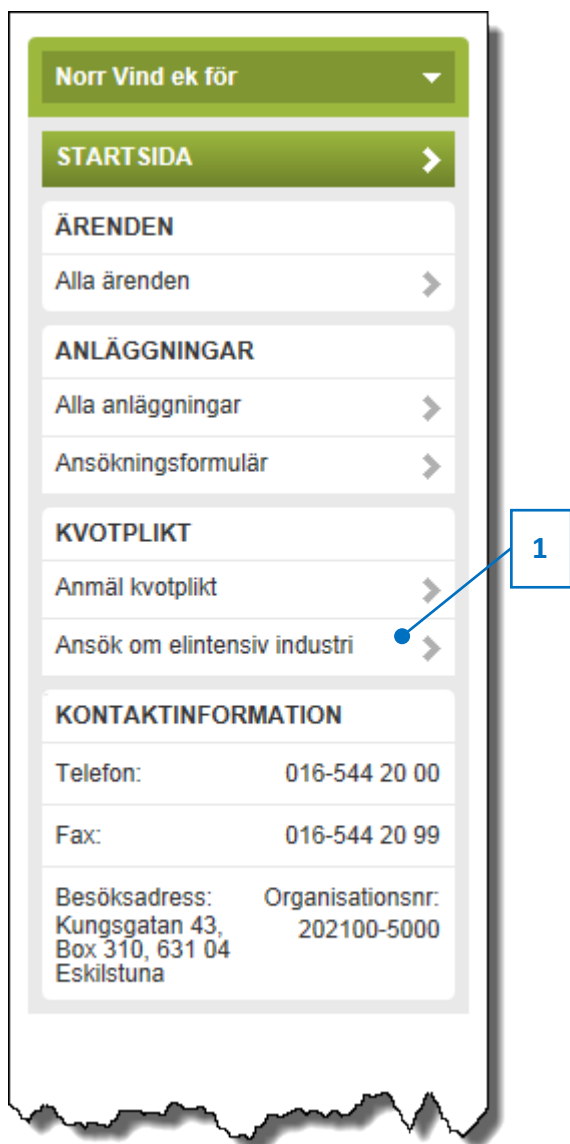 Norr Vind ek för
STARTSIDA
ÄRENDEN
Alla ärenden
ANLÄGGNINGAR
Alla anläggningar
Ansökningsformulär
KVOTPLIKT
1
Anmäl kvotplikt
Ansök om elintensiv industri
KONTAKTINFORMATION
Telefon: 016-544 20 00
Fax: 016-544 20 99
Besöksadress:
Kungsgatan 43,
Box 310, 631 04
Eskilstuna
Organisationsnr:
202100-5000